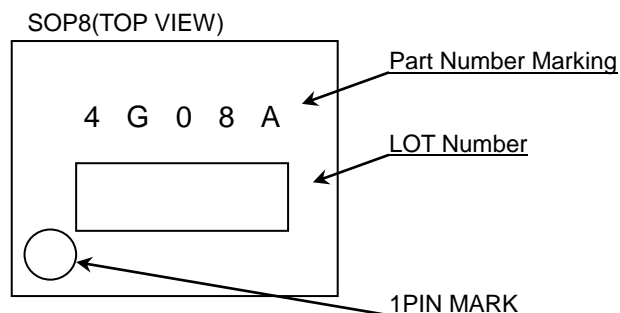 SOP8(TOP VIEW)
Part Number Marking
4 G 0 8 A
LOT Number
1PIN MARK